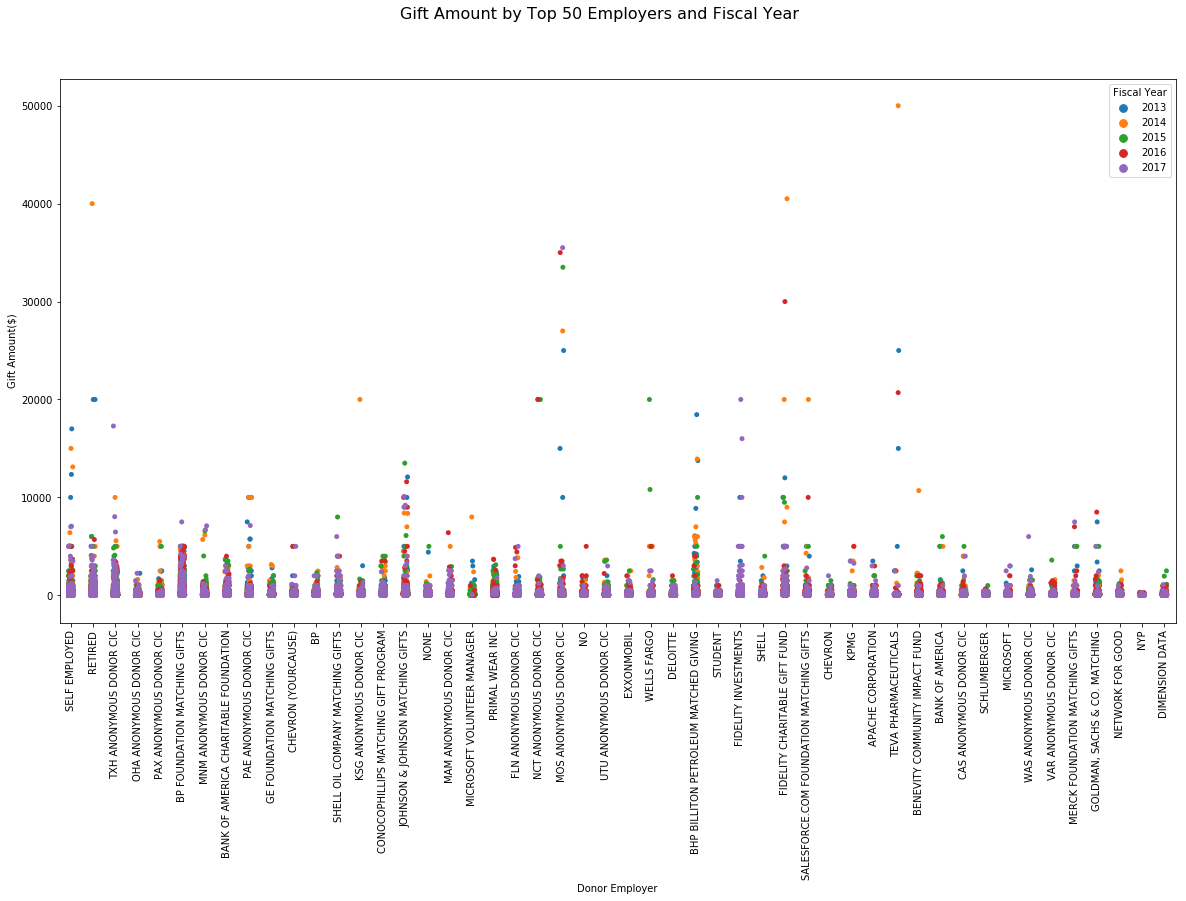 Gift Amount by Top 50 Employers and Fiscal Year
Fiscal Year
2013
2014
2015
2016
2017
50000
40000
30000
20000
10000
0
Gift Amount($)
SELF EMPLOYED
RETIRED
TXH ANONYMOUS DONOR CIC
OHA ANONYMOUS DONOR CIC
PAX ANONYMOUS DONOR CIC
BP FOUNDATION MATCHING GIFTS
MNM ANONYMOUS DONOR CIC
BANK OF AMERICA CHARITABLE FOUNDATION
PAE ANONYMOUS DONOR CIC
GE FOUNDATION MATCHING GIFTS
CHEVRON (YOURCAUSE)
BP
SHELL OIL COMPANY MATCHING GIFTS
KSG ANONYMOUS DONOR CIC
CONOCOPHILLIPS MATCHING GIFT PROGRAM
JOHNSON & JOHNSON MATCHING GIFTS
NONE
MAM ANONYMOUS DONOR CIC
MICROSOFT VOLUNTEER MANAGER
PRIMAL WEAR INC
FLN ANONYMOUS DONOR CIC
NCT ANONYMOUS DONOR CIC
MOS ANONYMOUS DONOR CIC
NO
UTU ANONYMOUS DONOR CIC
EXXONMOBIL
WELLS FARGO
DELOITTE
STUDENT
BHP BILLITON PETROLEUM MATCHED GIVING
FIDELITY INVESTMENTS
SHELL
FIDELITY CHARITABLE GIFT FUND
SALESFORCE.COM FOUNDATION MATCHING GIFTS
CHEVRON
KPMG
APACHE CORPORATION
TEVA PHARMACEUTICALS
BENEVITY COMMUNITY IMPACT FUND
BANK OF AMERICA
CAS ANONYMOUS DONOR CIC
SCHLUMBERGER
MICROSOFT
WAS ANONYMOUS DONOR CIC
VAR ANONYMOUS DONOR CIC
MERCK FOUNDATION MATCHING GIFTS
GOLDMAN, SACHS & CO. MATCHING
NETWORK FOR GOOD
NYP
DIMENSION DATA
Donor Employer